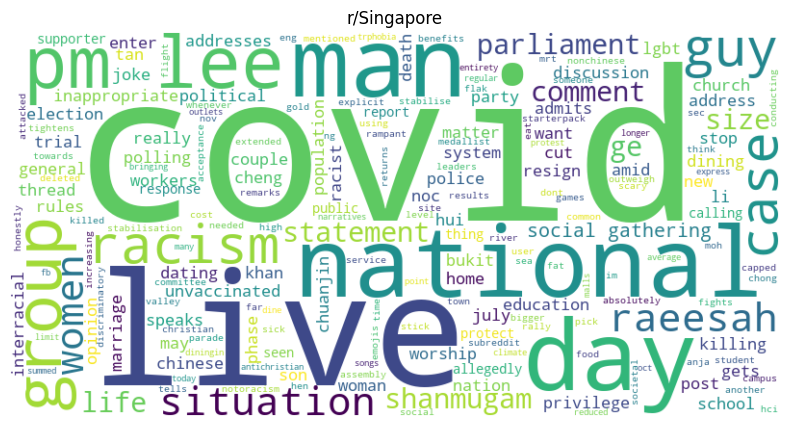 r/Singapore
supporter enter tan joke addresses eng mentioned trphobia
pm lee man death parliament mrt nonchinese lgbt guy
flight benefits someone entirety regular
inappropriate political whenever gold explicit stabilise flak comment discussion church conducting
attacked election outlets nov using rampant party admits address size
tightens trial really extended population report medallist sec
covid
towards polling couple racist ng protest matter want ge stop
deleted bringing acceptance cheng remarks leaders eat starterpack longer cut amid dining
general workers system resign think express
thread response police returns dont outweigh new case
rules killed cost needed public site results games scary calling li
honestly stabilisation high level narratives noc common social gathering
racism statement hui thing river
many service bukit user average moh
group fb increasing dating khan home sea fat im national
interracial women committee unvaccinated far chuanjin town point malls capped chong
discriminatory valley speaks phase dine emojis time stick bigger education absolutely fights raeesah
opinion marriage christian sick july protect rally pick
limit may parade seen subreddit climate killing
live day
chinese diningin worship allegedly food societal anja student
today antichristian songs woman nation privilege gets campus
summed tells notoracism son assembly oct post another
life situation hen social shanmugam reduced school hci